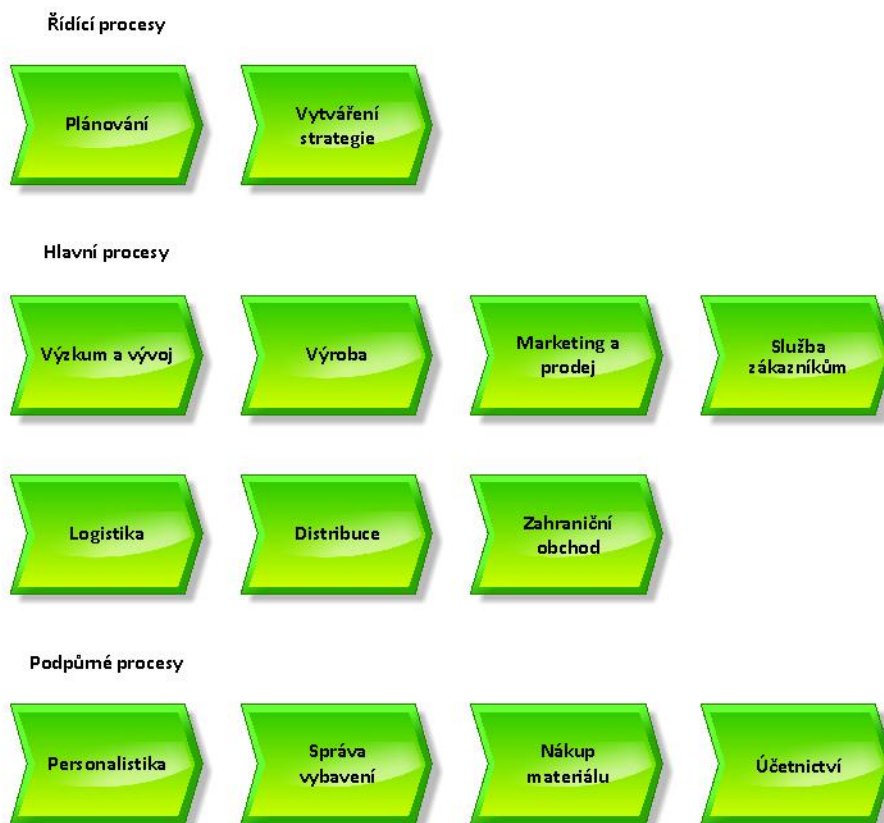 Řídící procesy
Plánování
Vytváření
strategie
Hlavní procesy
Výzkum a vývoj
Výroba
Marketing a
prodej
Služba
zákazníkům
Logistika
Distribuce
Zahraniční
obchod
Podpůrné procesy
Personalistika
Správa
vybavení
Nákup
materiálu
Účetnictví